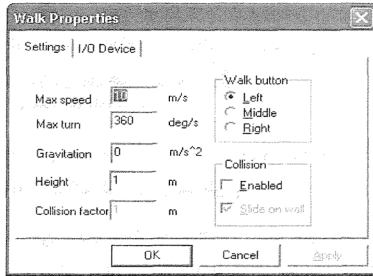 Walk Properties
Settings I/O Device
Max speed 10 m/s
Max turn 360 deg/s
Gravitation 0 m/s^2
Height 1 m
Collision factor 1 m
Walk button
Left
Middle
Right
Collision
Enabled
Slide on wall
OK Cancel Apply